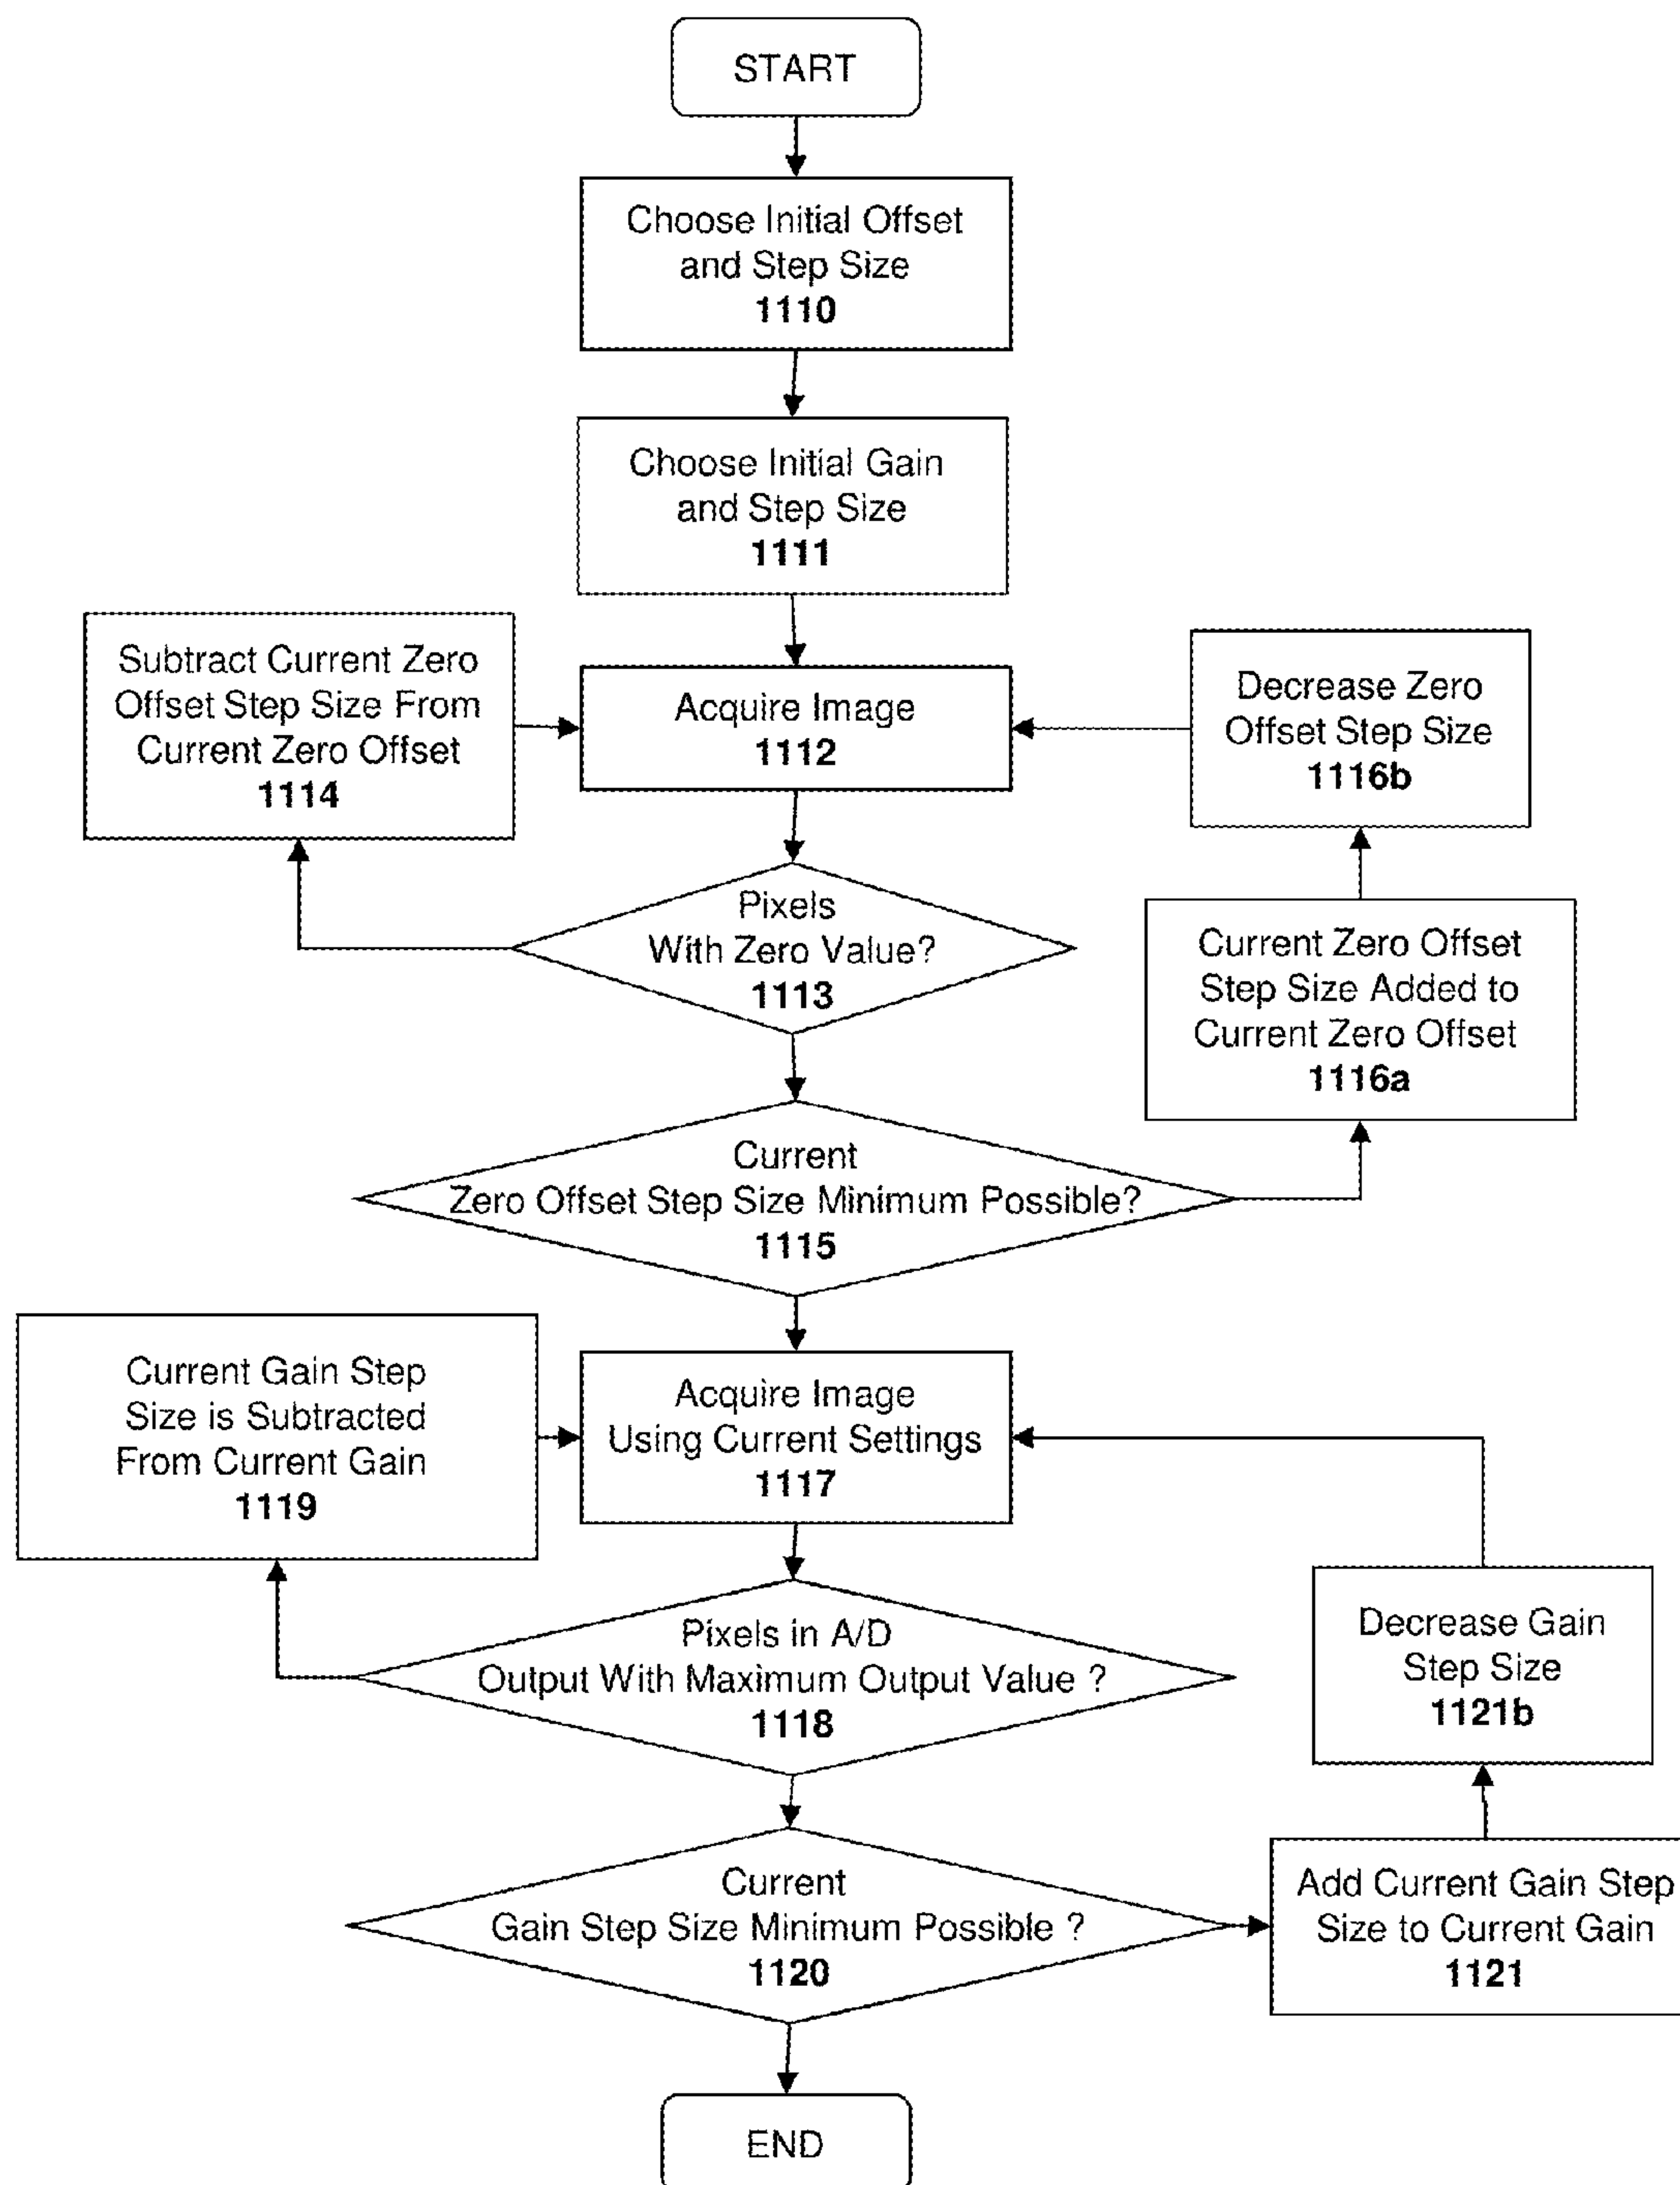 START
Choose Initial Offset
and Step Size
1110
Choose Initial Gain
and Step Size
1111
Subtract Current Zero
Offset Step Size From
Current Zero Offset
1114
Acquire Image
1112
Decrease Zero
Offset Step Size
1116b
Pixels
With Zero Value?
1113
Current Zero Offset
Step Size Added to
Current Zero Offset
1116a
Current
Zero Offset Step Size Minimum Possible?
1115
Current Gain Step
Size is Subtracted
From Current Gain
1119
Acquire Image
Using Current Settings
1117
Pixels in A/D
Output With Maximum Output Value ?
1118
Decrease Gain
Step Size
1121b
Current
Gain Step Size Minimum Possible ?
1120
Add Current Gain Step
Size to Current Gain
1121
END